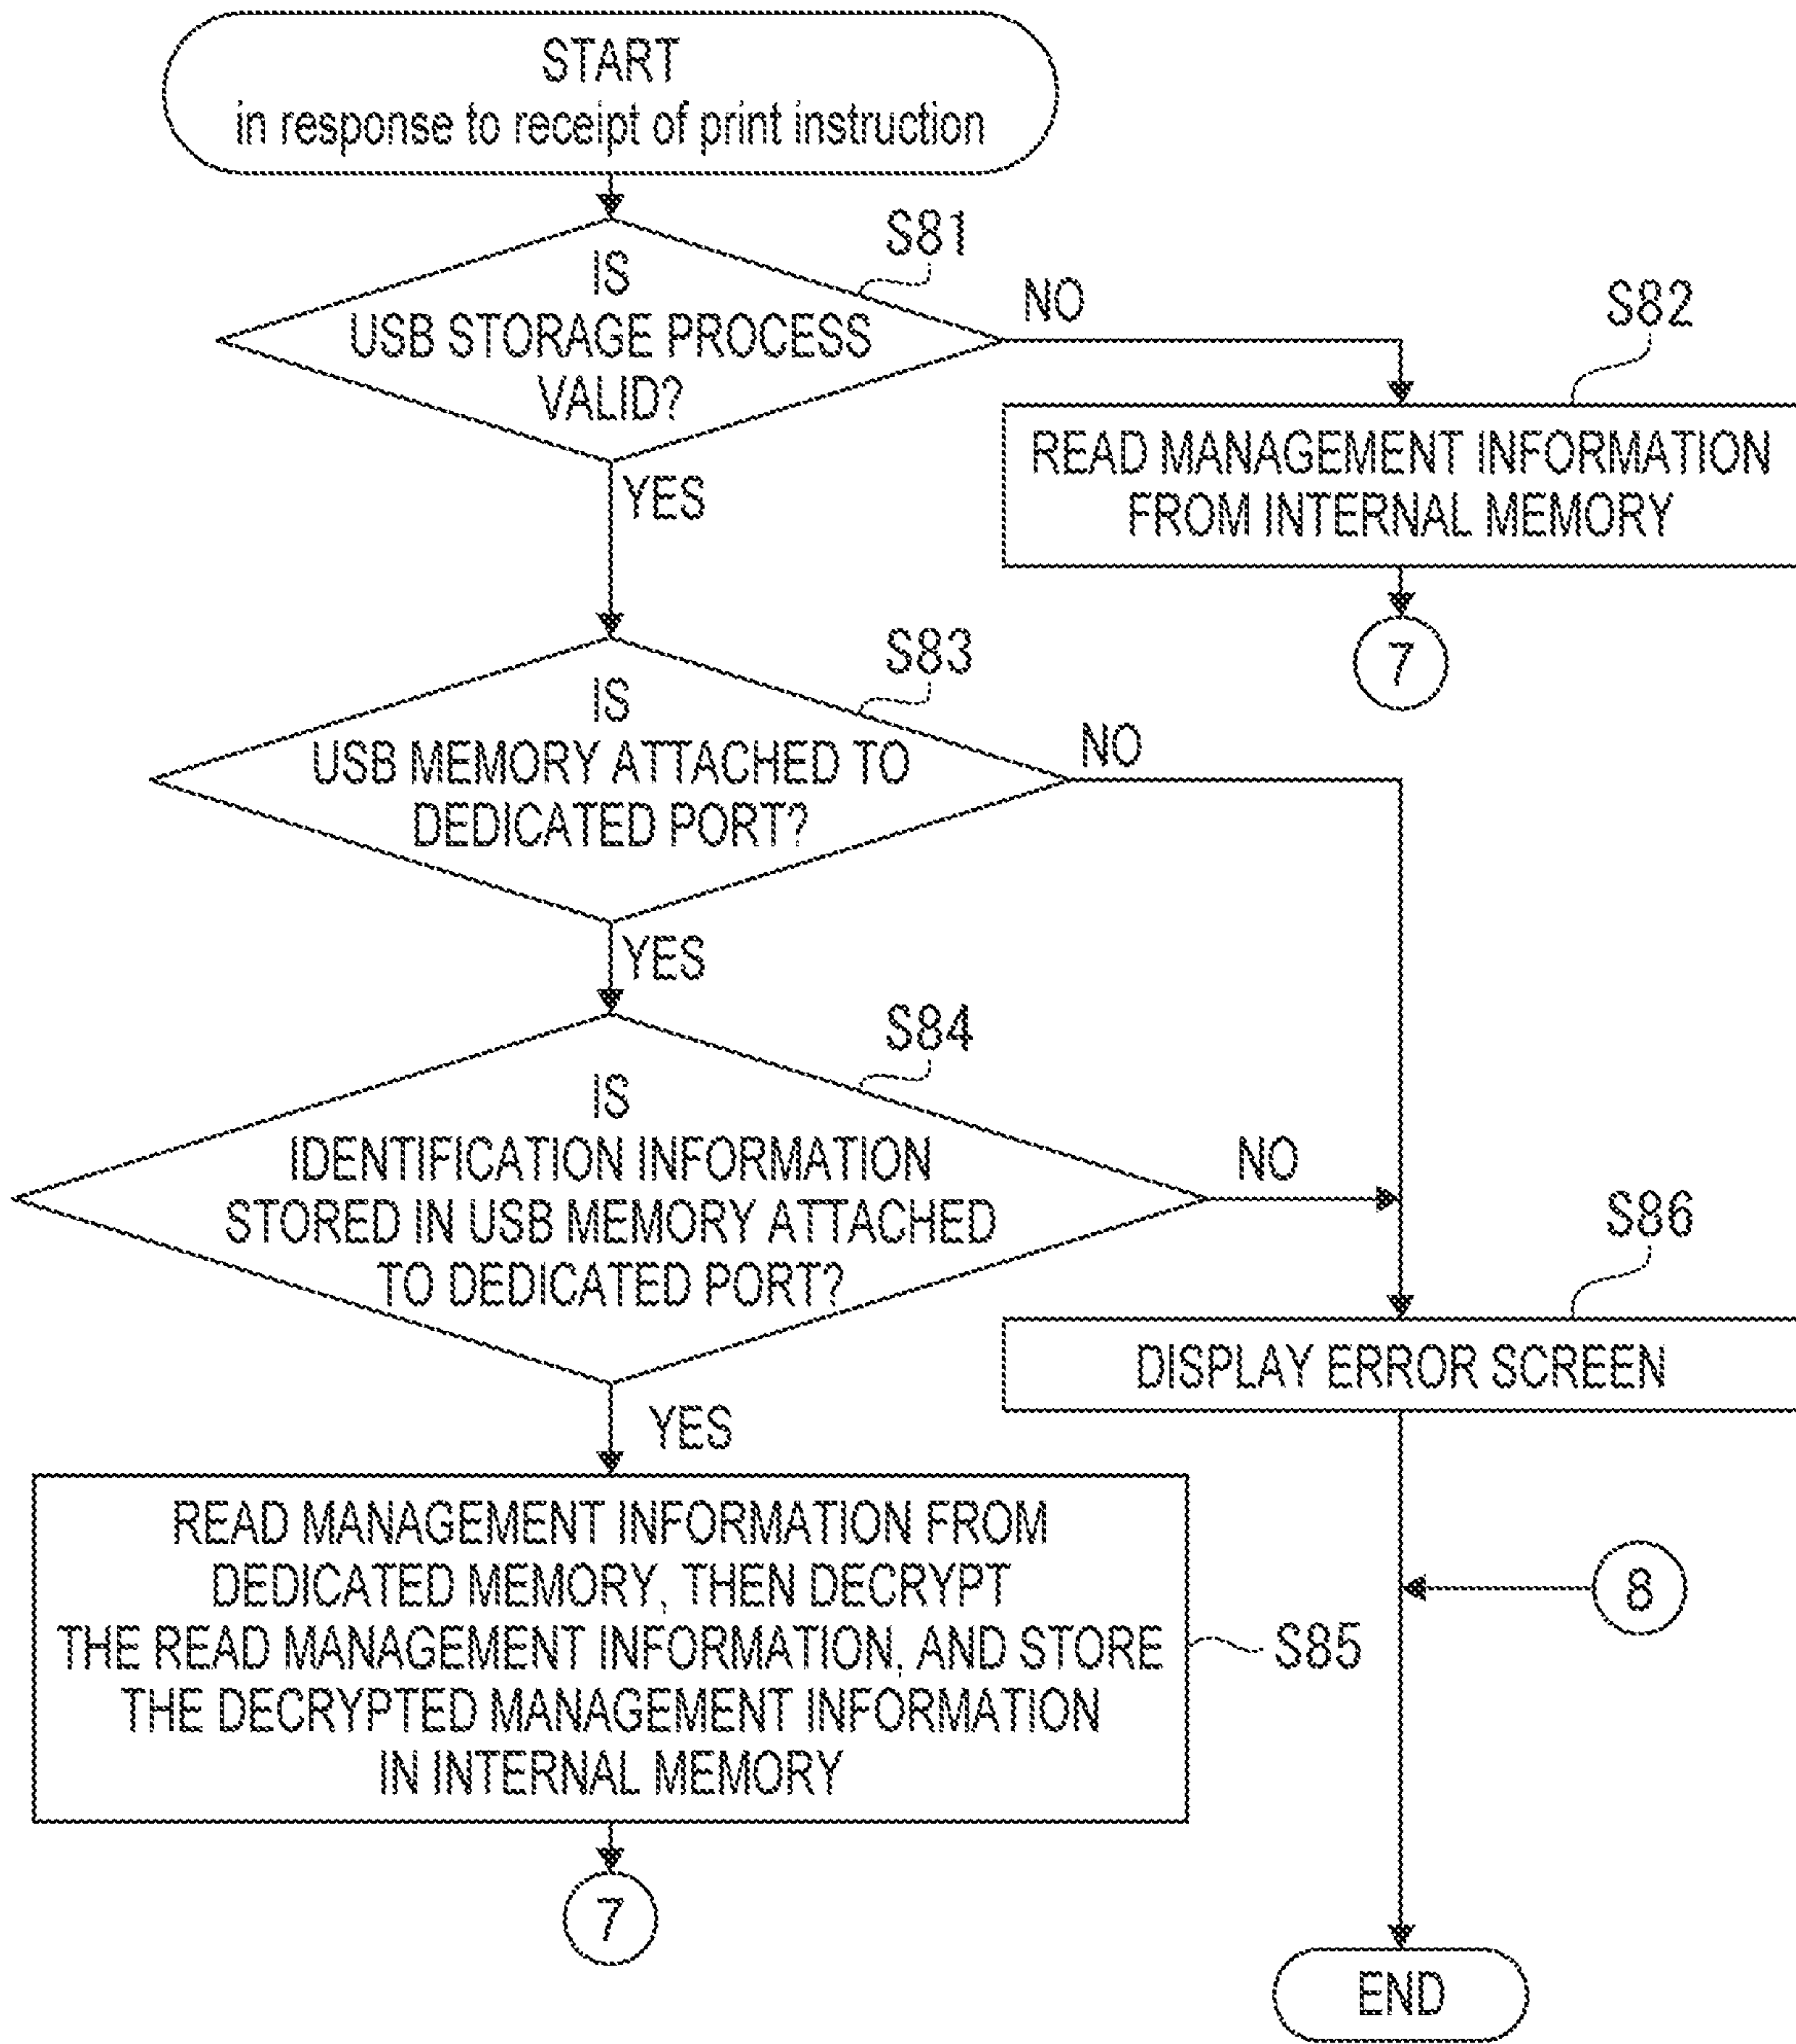 START
in response to receipt of print instruction
S81
IS
USB STORAGE PROCESS
VALID?
NO
YES
S82
READ MANAGEMENT INFORMATION
FROM INTERNAL MEMORY
7
S83
IS
USB MEMORY ATTACHED TO
DEDICATED PORT?
NO
YES
S84
IS
IDENTIFICATION INFORMATION
STORED IN USB MEMORY ATTACHED
TO DEDICATED PORT?
NO
YES
S86
DISPLAY ERROR SCREEN
READ MANAGEMENT INFORMATION FROM
DEDICATED MEMORY, THEN DECRYPT
THE READ MANAGEMENT INFORMATION, AND STORE
THE DECRYPTED MANAGEMENT INFORMATION
IN INTERNAL MEMORY
S85
8
7
END